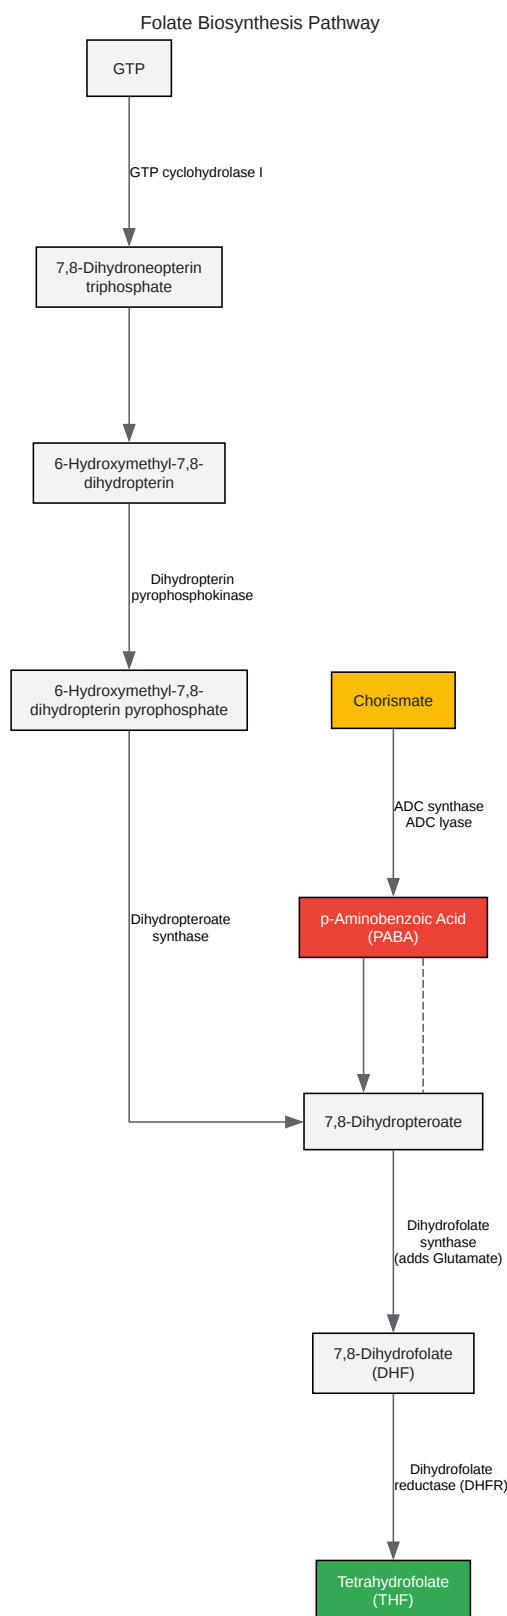 Folate Biosynthesis Pathway
GTP
GTP cyclohydrolase I
7,8-Dihydroneopterin
triphosphate
6-Hydroxymethyl-7,8-
dihydropterin
Dihydropterin
pyrophosphokinase
6-Hydroxymethyl-7,8-
dihydropterin pyrophosphate
Chorismate
ADC synthase
ADC lyase
Dihydropteroate
synthase
p-Aminobenzoic Acid
(PABA)
7,8-Dihydropteroate
Dihydrofolate
synthase
(adds Glutamate)
7,8-Dihydrofolate
(DHF)
Dihydrofolate
reductase (DHFR)
Tetrahydrofolate
(THF)